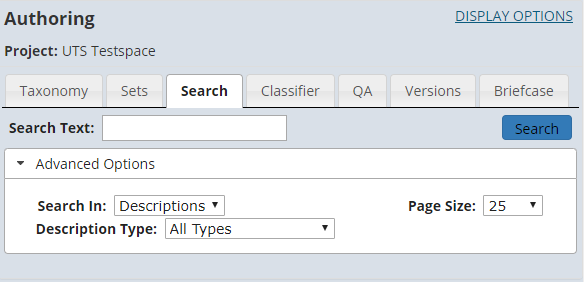 Authoring DISPLAY OPTIONS
Project: UTS Testspace
Taxonomy Sets Search Classifier QA Versions Briefcase
Search Text: Search
Advanced Options
Search In: Descriptions Page Size: 25
Description Type: All Types